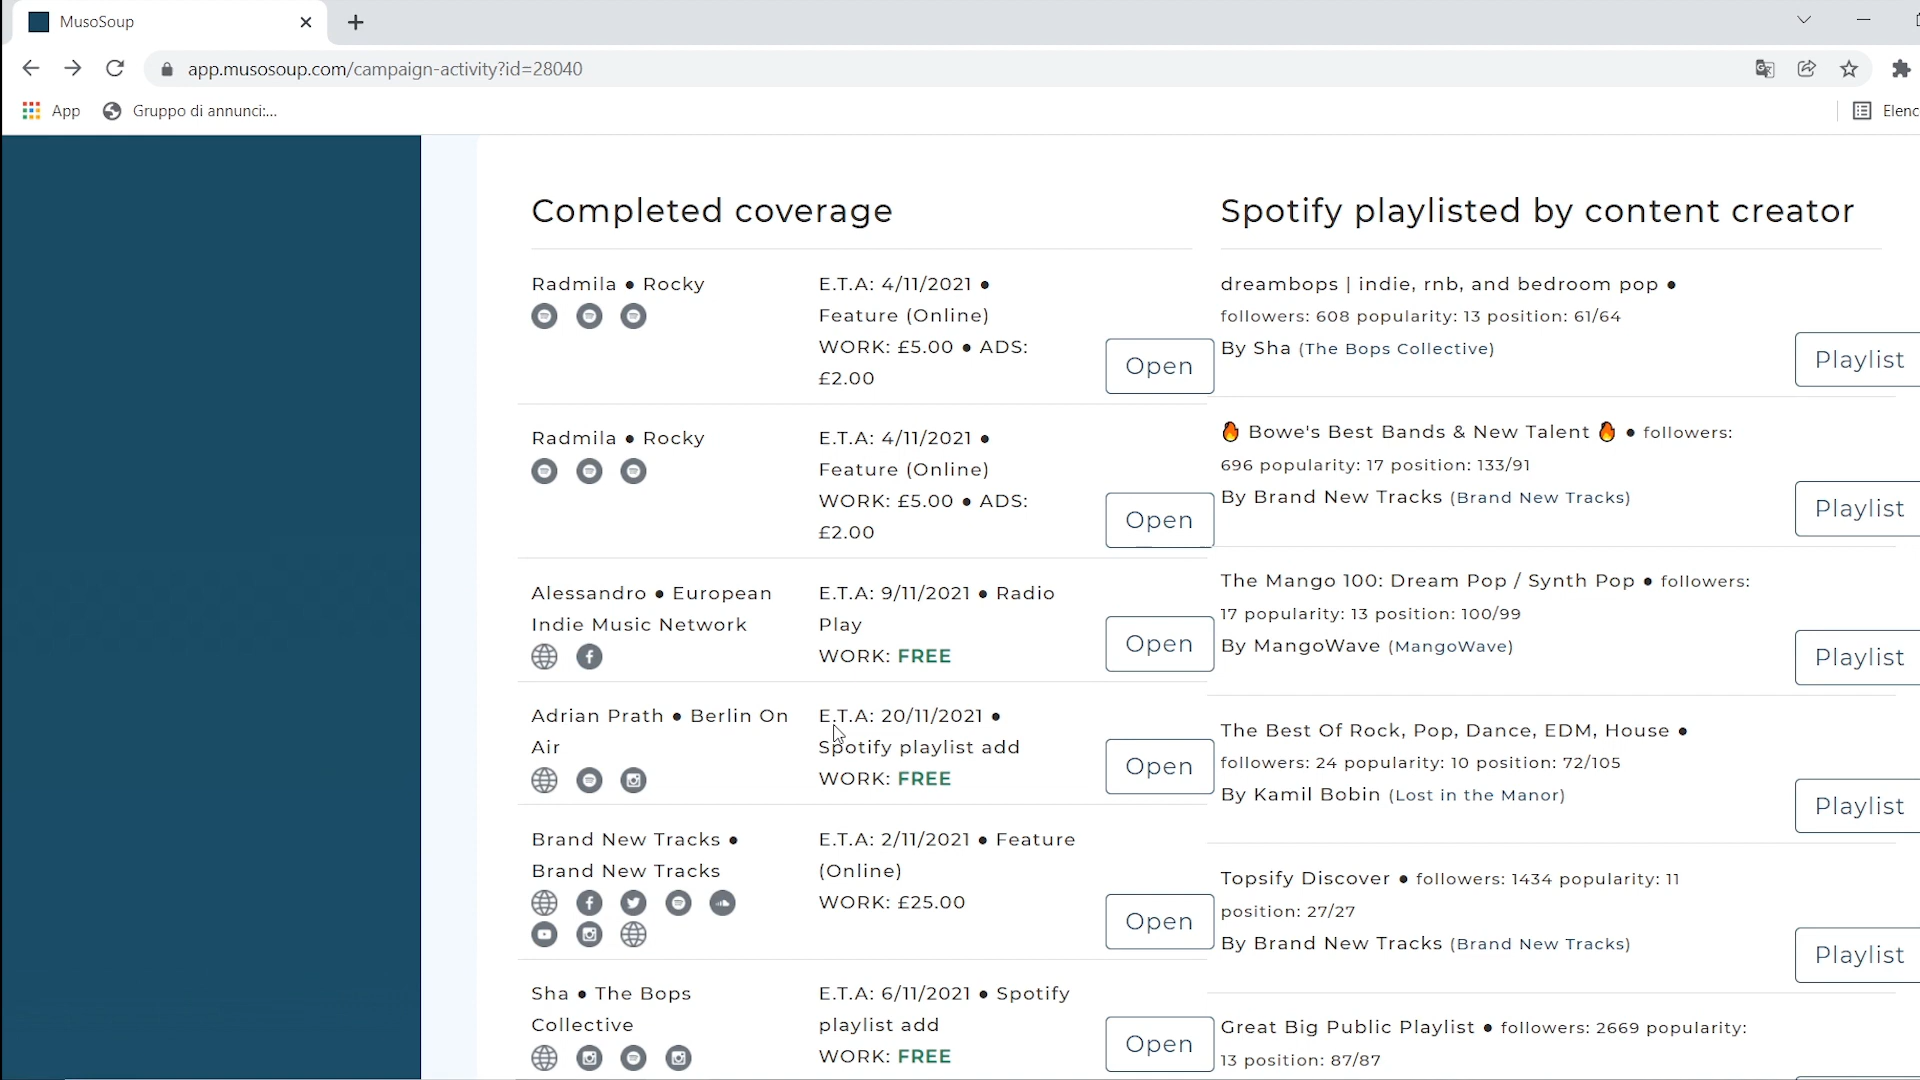 MusoSoup
app.musosoup.com/campaign-activity?id=28040
App
Gruppo di annunci:...
Elenc
Completed coverage
Radmila ● Rocky
E.T.A: 4/11/2021 ●
Feature (Online)
WORK: £5.00 ● ADS:
£2.00
Open
Radmila ● Rocky
E.T.A: 4/11/2021 ●
Feature (Online)
WORK: £5.00 ● ADS:
£2.00
Open
Alessandro ● European
Indie Music Network
E.T.A: 9/11/2021 ● Radio
Play
WORK: FREE
Open
Adrian Prath ● Berlin On
Air
E.T.A: 20/11/2021 ●
Spotify playlist add
WORK: FREE
Open
Brand New Tracks ●
Brand New Tracks
E.T.A: 2/11/2021 ● Feature
(Online)
WORK: £25.00
Open
Sha ● The Bops
Collective
E.T.A: 6/11/2021 ● Spotify
playlist add
WORK: FREE
Open
Spotify playlisted by content creator
dreambops | indie, rnb, and bedroom pop ●
followers: 608 popularity: 13 position: 61/64
By Sha (The Bops Collective)
Playlist
🔥 Bowe's Best Bands & New Talent 🔥 ● followers:
696 popularity: 17 position: 133/91
By Brand New Tracks (Brand New Tracks)
Playlist
The Mango 100: Dream Pop / Synth Pop ● followers:
17 popularity: 13 position: 100/99
By MangoWave (MangoWave)
Playlist
The Best Of Rock, Pop, Dance, EDM, House ●
followers: 24 popularity: 10 position: 72/105
By Kamil Bobin (Lost in the Manor)
Playlist
Topsify Discover ● followers: 1434 popularity: 11
position: 27/27
By Brand New Tracks (Brand New Tracks)
Playlist
Great Big Public Playlist ● followers: 2669 popularity:
13 position: 87/87